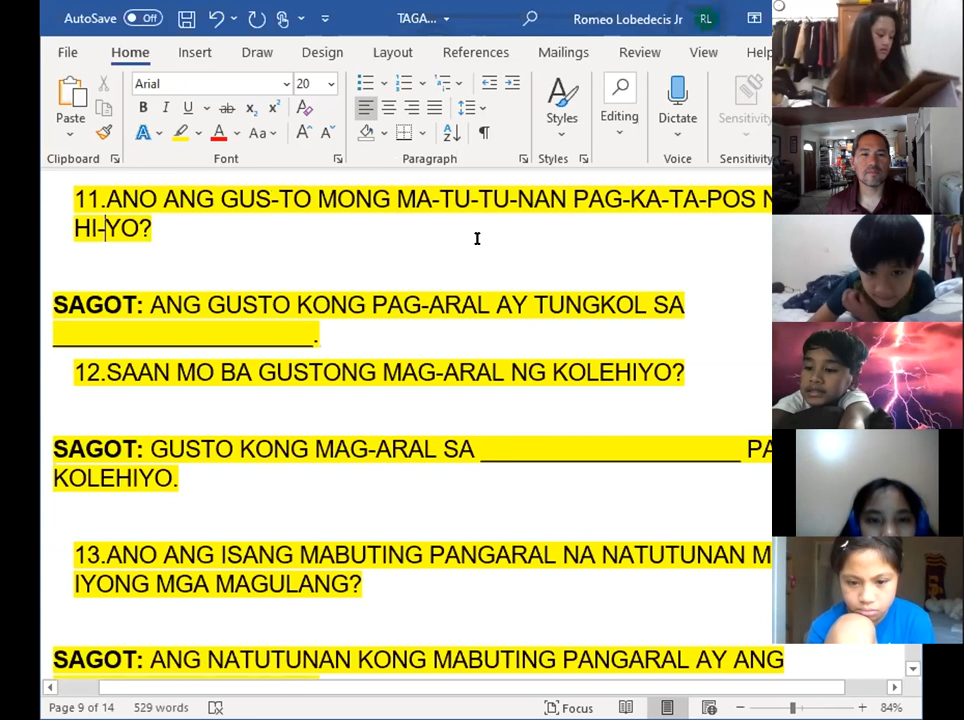 AutoSave Off TAGA... Romeo Lobedecis Jr RL
File Home Insert Draw Design Layout References Mailings Review View Help
Arial 20
Paste Styles Editing Dictate Sensitivity
Clipboard Font Paragraph Styles Voice Sensitivity
11.ANO ANG GUS-TO MONG MA-TU-TU-NAN PAG-KA-TA-POS N
HI-YO?
SAGOT: ANG GUSTO KONG PAG-ARAL AY TUNGKOL SA
____________________.
12.SAAN MO BA GUSTONG MAG-ARAL NG KOLEHIYO?
SAGOT: GUSTO KONG MAG-ARAL SA ____________________ PA
KOLEHIYO.
13.ANO ANG ISANG MABUTING PANGARAL NA NATUTUNAN M
IYONG MGA MAGULANG?
SAGOT: ANG NATUTUNAN KONG MABUTING PANGARAL AY ANG
Page 9 of 14 529 words Focus 84%